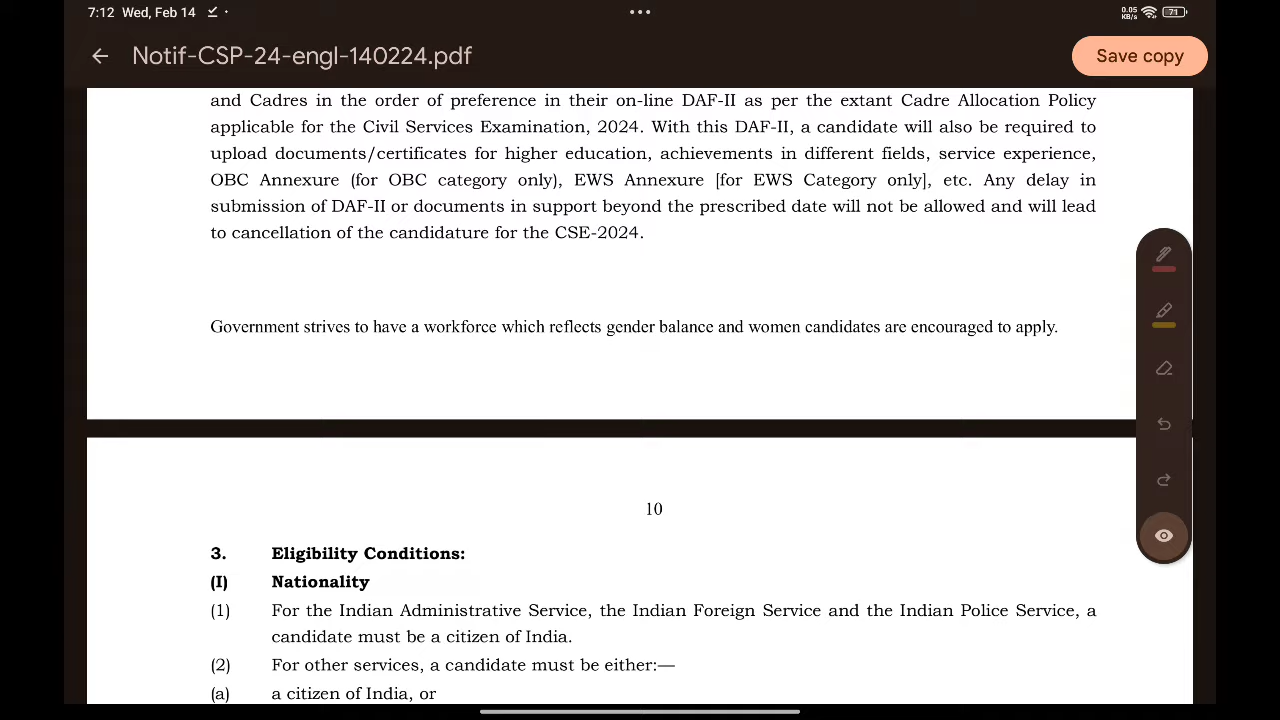 7:12 Wed, Feb 14
0.05
KB/s
71
Notif-CSP-24-engl-140224.pdf
Save copy
and Cadres in the order of preference in their on-line DAF-II as per the extant Cadre Allocation Policy
applicable for the Civil Services Examination, 2024. With this DAF-II, a candidate will also be required to
upload documents/certificates for higher education, achievements in different fields, service experience,
OBC Annexure (for OBC category only), EWS Annexure [for EWS Category only], etc. Any delay in
submission of DAF-II or documents in support beyond the prescribed date will not be allowed and will lead
to cancellation of the candidature for the CSE-2024.
Government strives to have a workforce which reflects gender balance and women candidates are encouraged to apply.
10
3. Eligibility Conditions:
(I) Nationality
(1) For the Indian Administrative Service, the Indian Foreign Service and the Indian Police Service, a
candidate must be a citizen of India.
(2) For other services, a candidate must be either:—
(a) a citizen of India, or